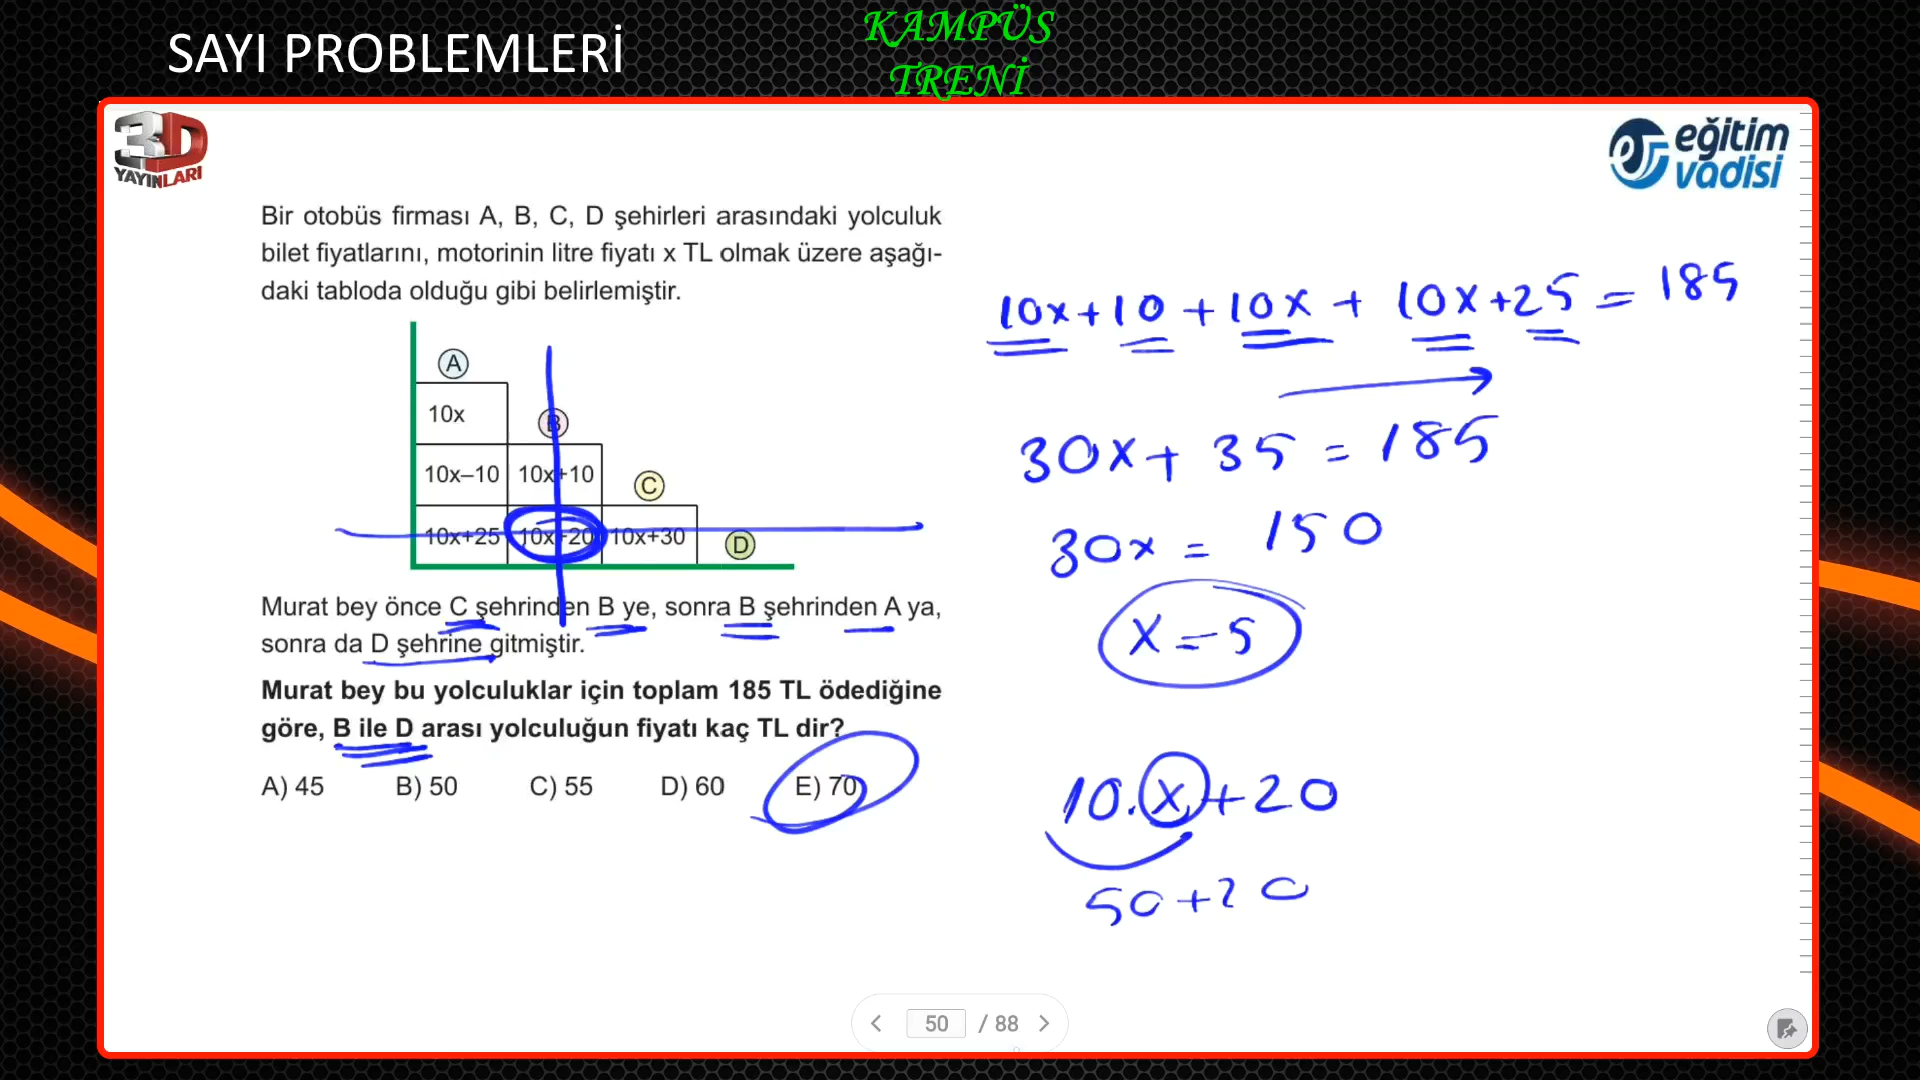 SAYI PROBLEMLERİ
KAMPÜS
TRENİ
3D
YAYINLARI
eğitim
vadisi
Bir otobüs firması A, B, C, D şehirleri arasındaki yolculuk
bilet fiyatlarını, motorinin litre fiyatı x TL olmak üzere aşağı-
daki tabloda olduğu gibi belirlemiştir.
A
10x
B
10x–10 10x+10
C
10x+25 10x+20 10x+30
D
Murat bey önce C şehrinden B ye, sonra B şehrinden A ya,
sonra da D şehrine gitmiştir.
Murat bey bu yolculuklar için toplam 185 TL ödediğine
göre, B ile D arası yolculuğun fiyatı kaç TL dir?
A) 45 B) 50 C) 55 D) 60 E) 70
10x+10 + 10x + 10x+25 = 185
30x + 35 = 185
30x = 150
x = 5
10.x+20
50+20
50 / 88